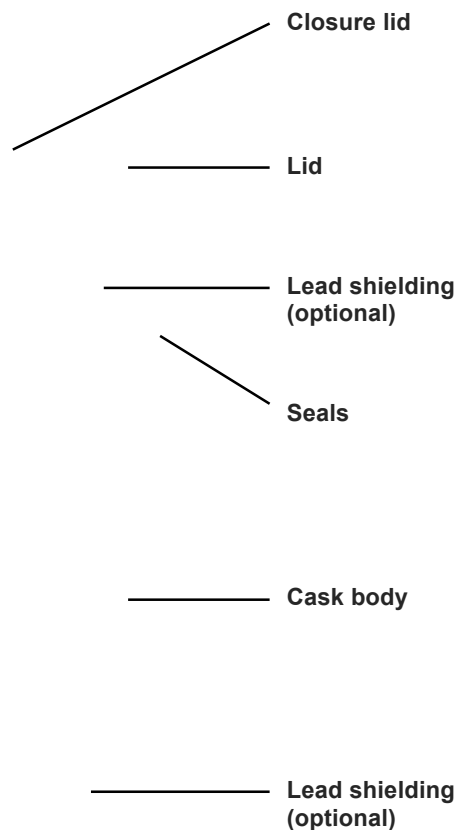 Closure lid
Lid
Lead shielding
(optional)
Seals
Cask body
Lead shielding
(optional)